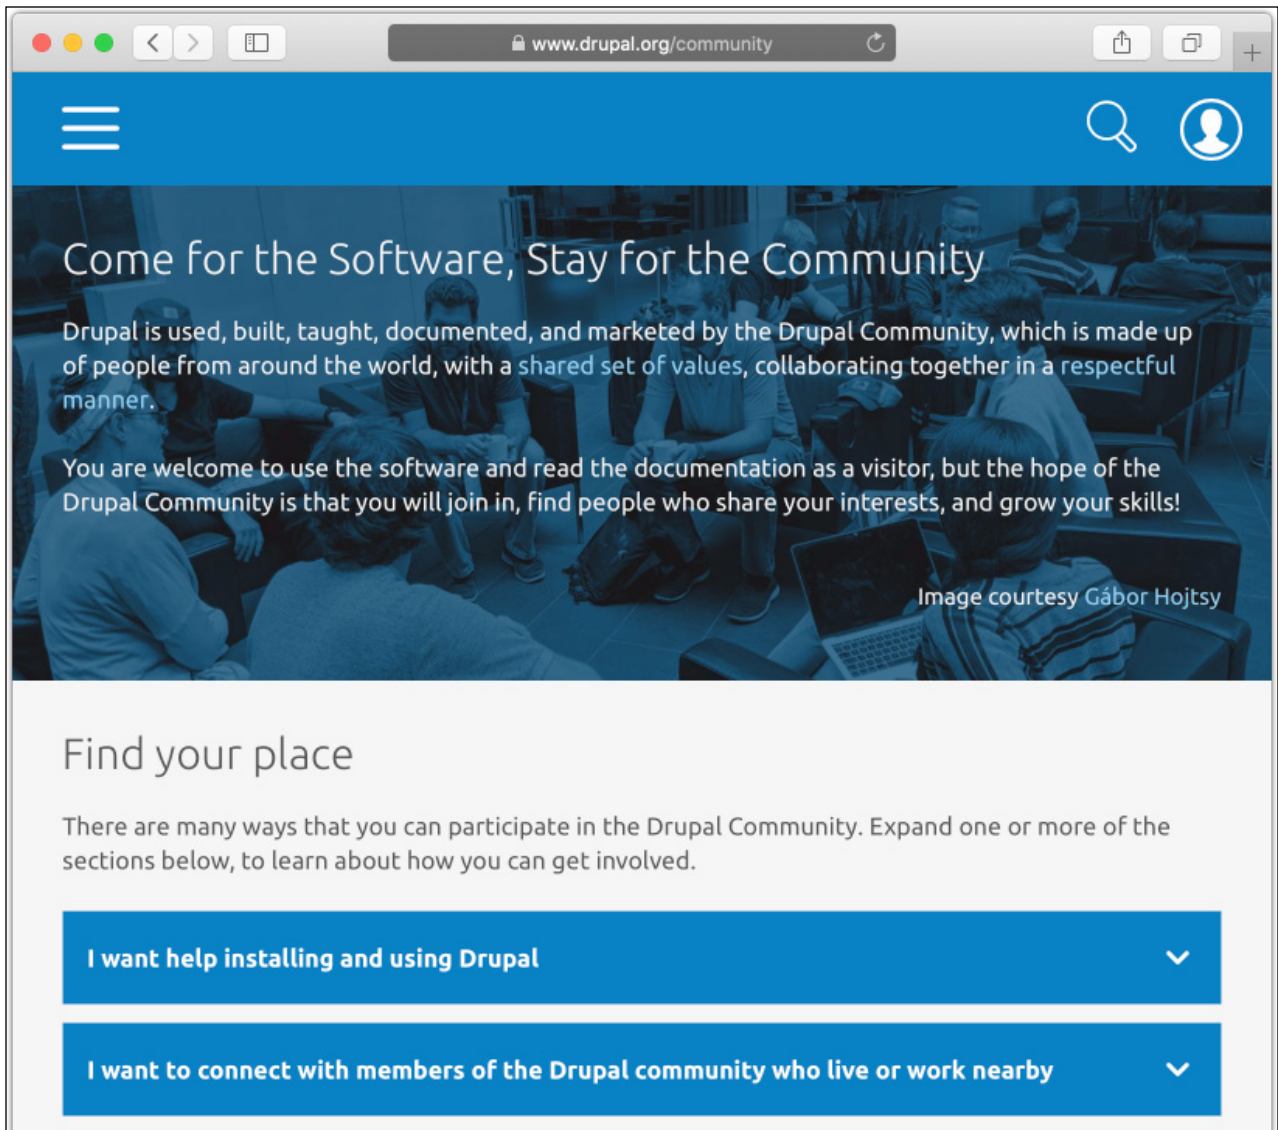 www.drupal.org/community
Come for the Software, Stay for the Community
Drupal is used, built, taught, documented, and marketed by the Drupal Community, which is made up
of people from around the world, with a shared set of values, collaborating together in a respectful
manner.
You are welcome to use the software and read the documentation as a visitor, but the hope of the
Drupal Community is that you will join in, find people who share your interests, and grow your skills!
Image courtesy Gábor Hojtsy
Find your place
There are many ways that you can participate in the Drupal Community. Expand one or more of the
sections below, to learn about how you can get involved.
I want help installing and using Drupal
I want to connect with members of the Drupal community who live or work nearby